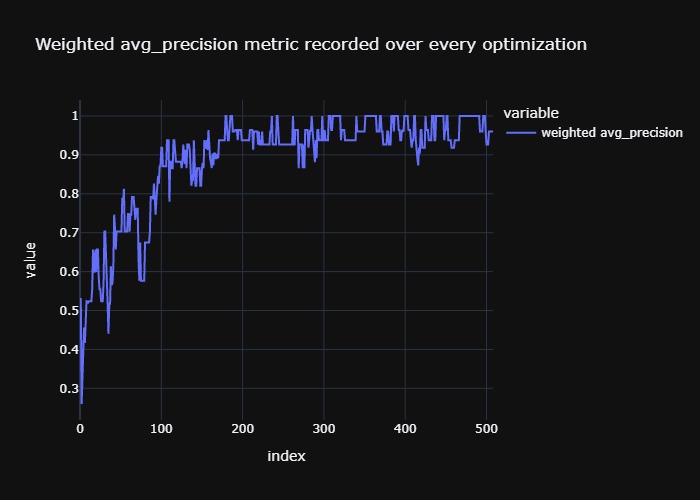 Weighted avg_precision metric recorded over every optimization
variable
weighted avg_precision
value
1
0.9
0.8
0.7
0.6
0.5
0.4
0.3
0 100 200 300 400 500
index